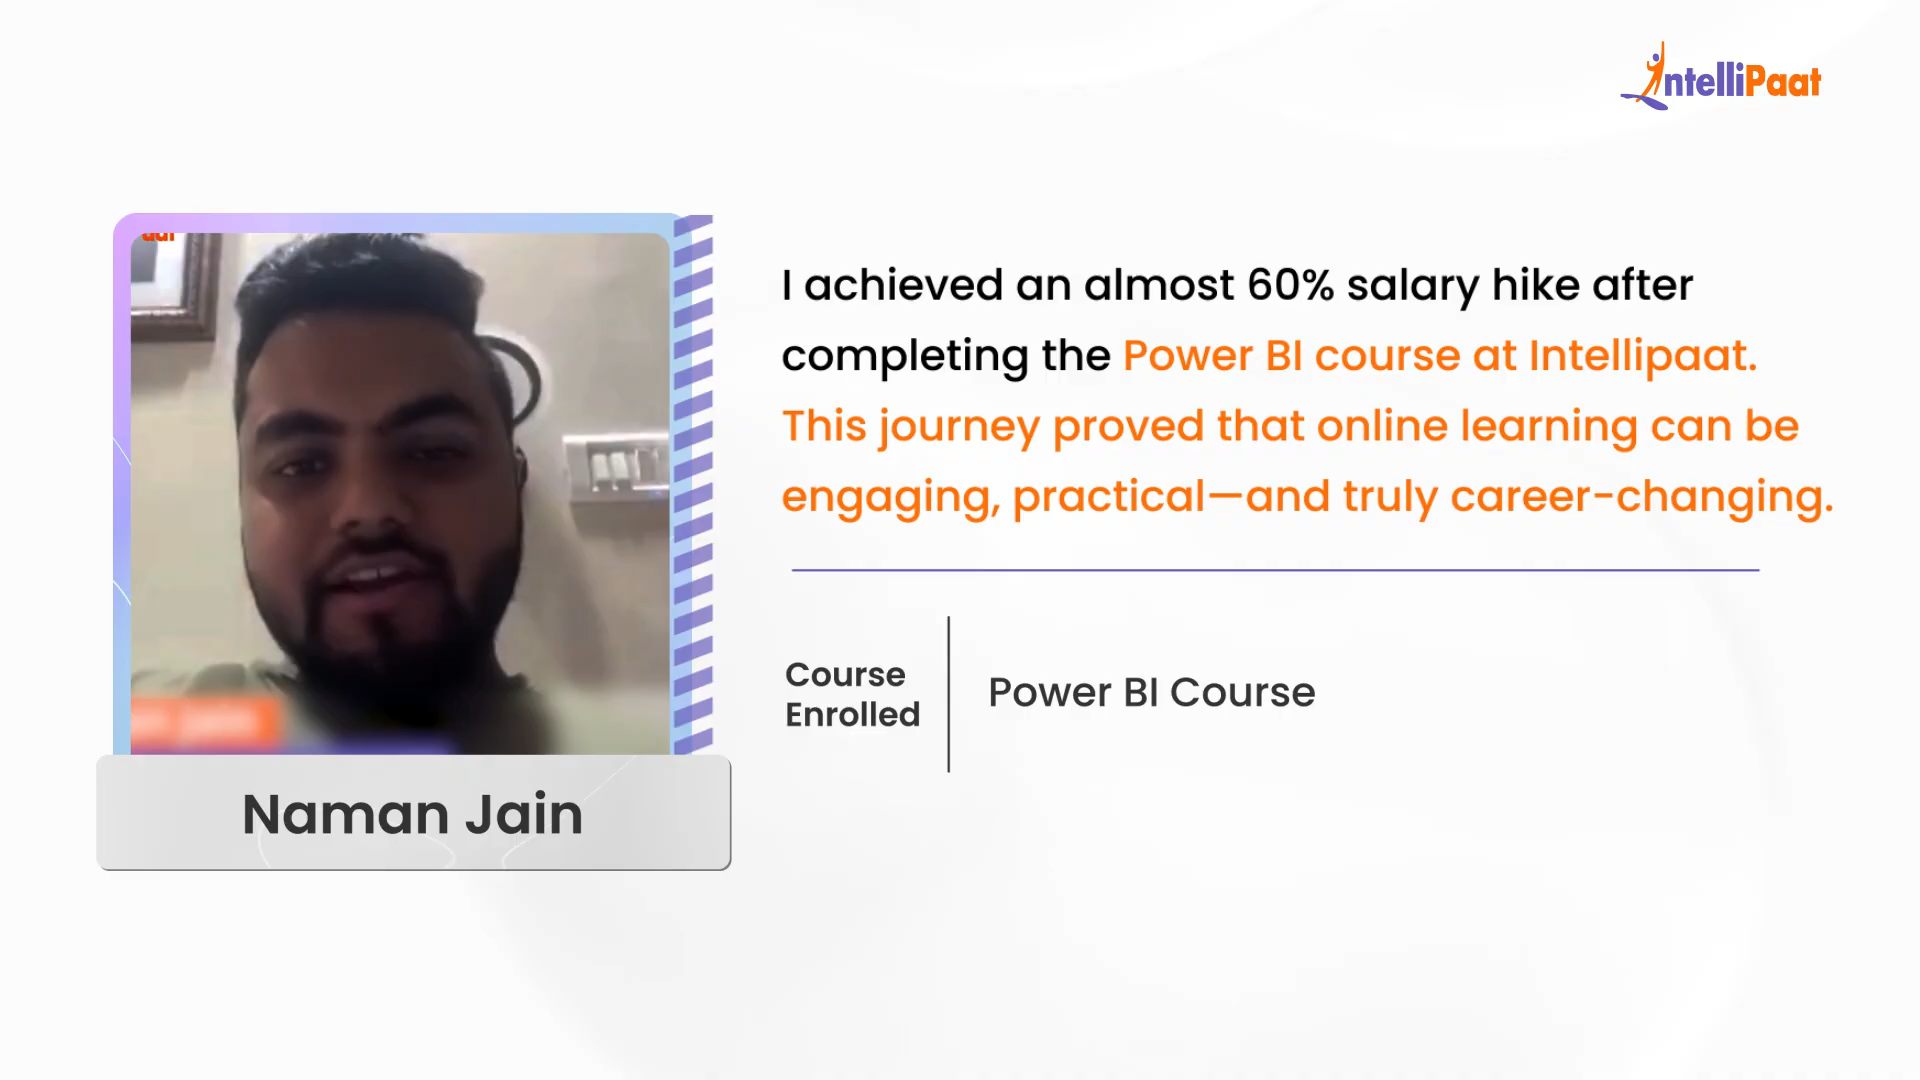 IntelliPaat
I achieved an almost 60% salary hike after
completing the Power BI course at Intellipaat.
This journey proved that online learning can be
engaging, practical—and truly career-changing.
Course
Enrolled
Power BI Course
Naman Jain